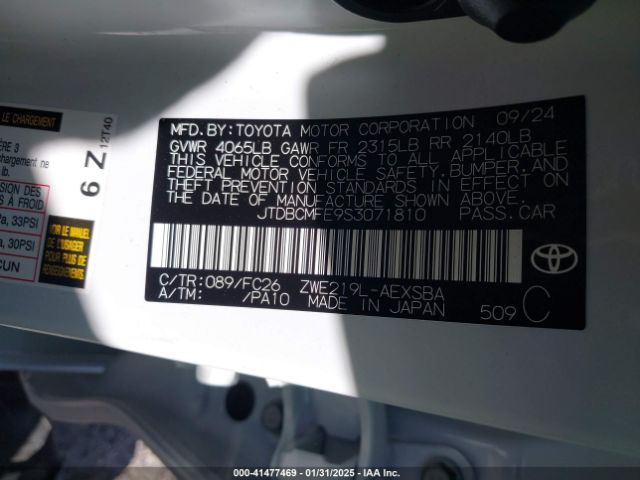 LE CHARGEMENT
6 Z 12T40
33PSI
30PSI
MFD.BY:TOYOTA MOTOR CORPORATION 09/24
GVWR 4065LB GAWR FR 2315LB RR 2140LB
THIS VEHICLE CONFORMS TO ALL APPLICABLE
FEDERAL MOTOR VEHICLE SAFETY,BUMPER,AND
THEFT PREVENTION STANDARDS IN EFFECT ON
THE DATE OF MANUFACTURE SHOWN ABOVE.
JTDBCMFE9S3071810 PASS.CAR
C/TR:089/FC26 ZWE219L-AEXSBA
A/TM: /PA10 MADE IN JAPAN
509 C
TOYOTA
000-41477469 - 01/31/2025 - IAA Inc.